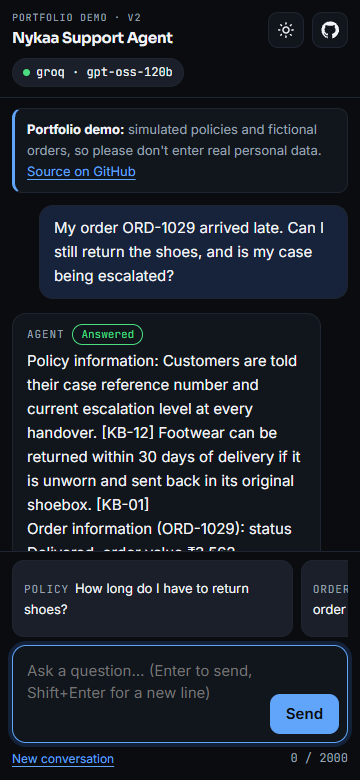 PORTFOLIO DEMO · V2
Nykaa Support Agent
groq · gpt-oss-120b
Portfolio demo: simulated policies and fictional
orders, so please don't enter real personal data.
Source on GitHub
My order ORD-1029 arrived late. Can I
still return the shoes, and is my case
being escalated?
AGENT Answered
Policy information: Customers are told
their case reference number and
current escalation level at every
handover. [KB-12] Footwear can be
returned within 30 days of delivery if it
is unworn and sent back in its original
shoebox. [KB-01]
Order information (ORD-1029): status
Delivered, order value ₹3,562
POLICY How long do I have to return
shoes?
ORDER
order
Ask a question… (Enter to send,
Shift+Enter for a new line)
Send
New conversation
0 / 2000